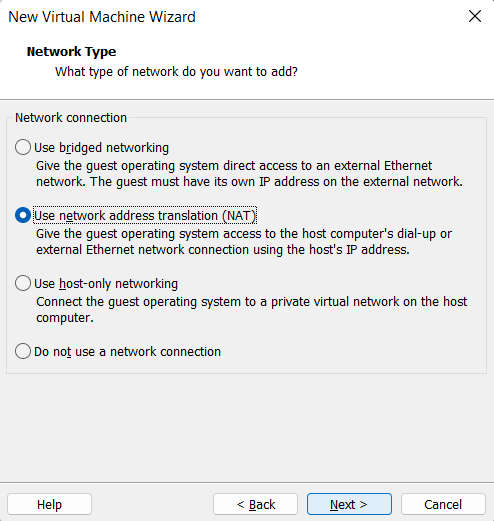 New Virtual Machine Wizard
Network Type
What type of network do you want to add?
Network connection
Use bridged networking
Give the guest operating system direct access to an external Ethernet
network. The guest must have its own IP address on the external network.
Use network address translation (NAT)
Give the guest operating system access to the host computer's dial-up or
external Ethernet network connection using the host's IP address.
Use host-only networking
Connect the guest operating system to a private virtual network on the host
computer.
Do not use a network connection
Help
< Back
Next >
Cancel